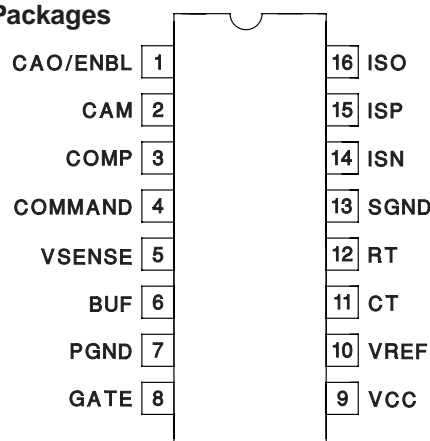 Packages
CAO/ENBL 1 16 ISO
CAM 2 15 ISP
COMP 3 14 ISN
COMMAND 4 13 SGND
VSENSE 5 12 RT
BUF 6 11 CT
PGND 7 10 VREF
GATE 8 9 VCC